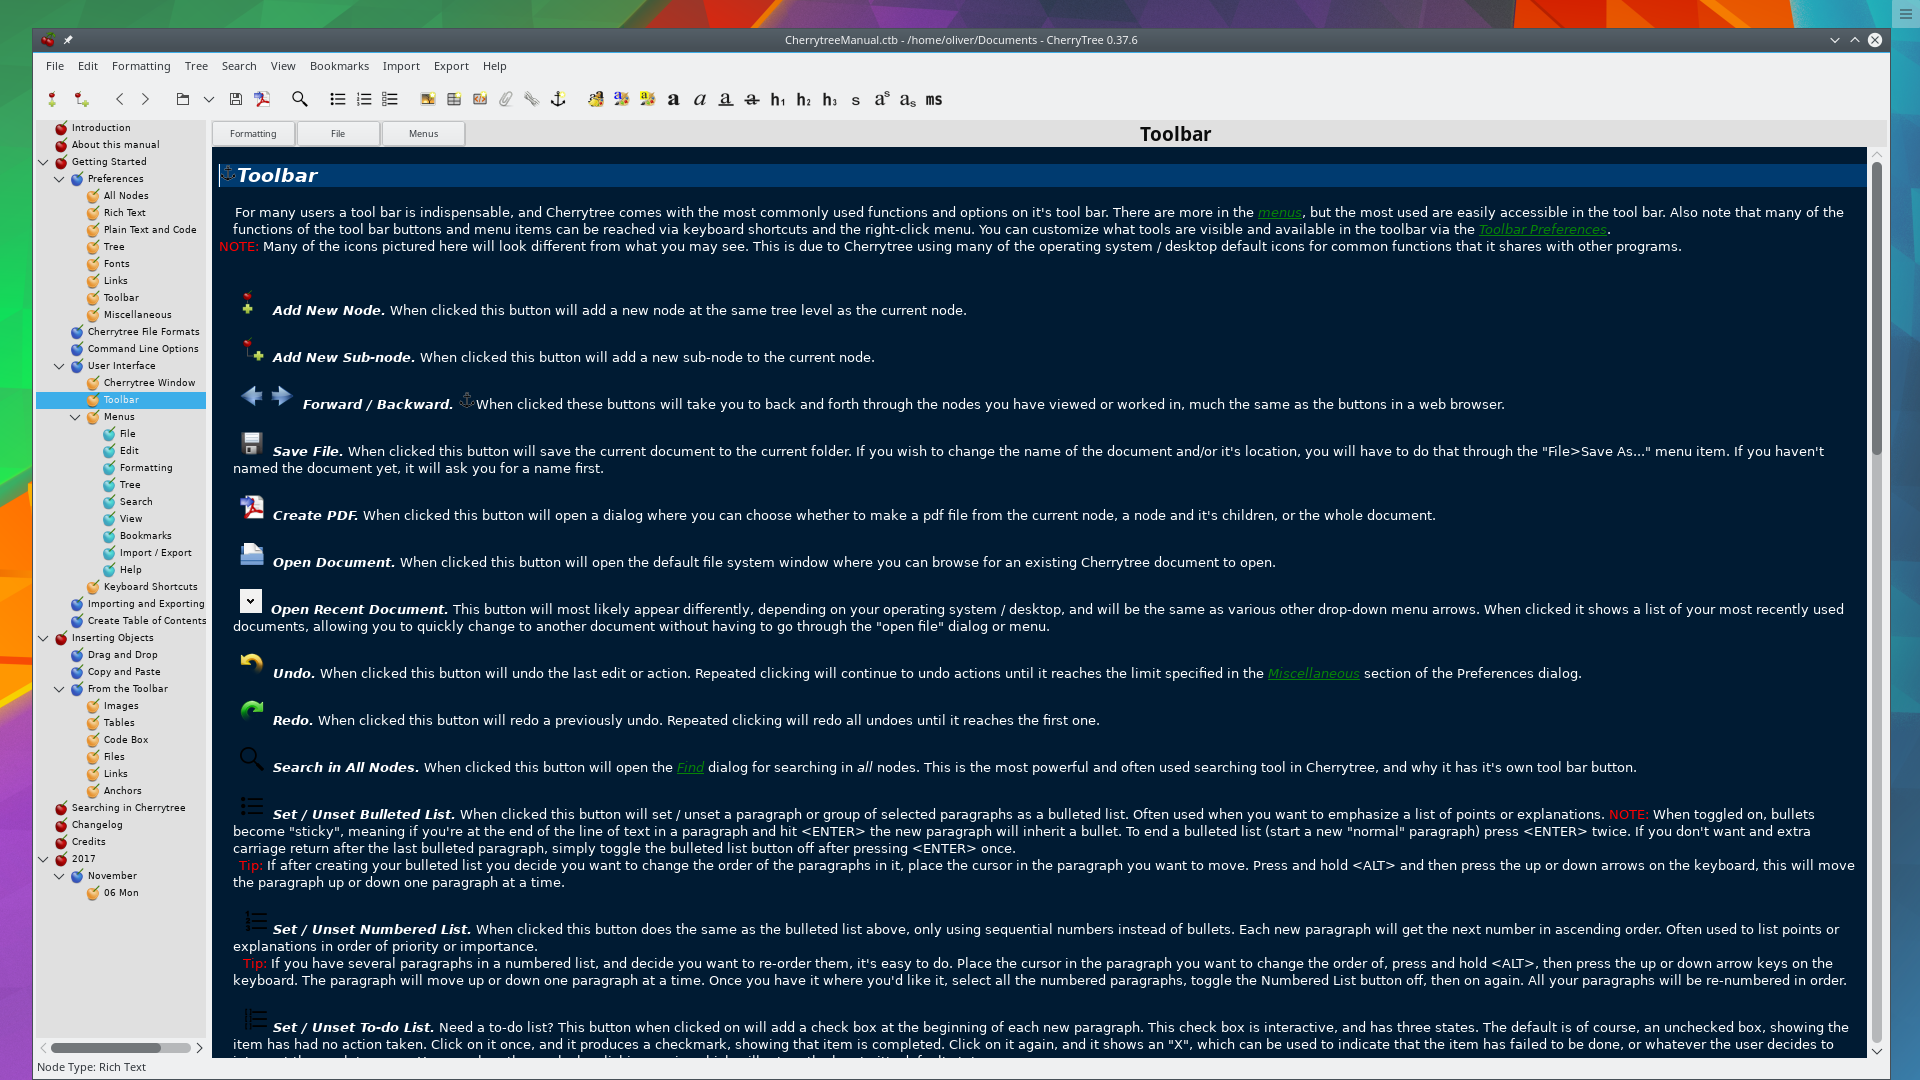 CherrytreeManual.ctb - /home/oliver/Documents - CherryTree 0.37.6
File Edit Formatting Tree Search View Bookmarks Import Export Help
a a a a h1 h2 h3 s as as ms
Introduction
About this manual
Getting Started
Preferences
All Nodes
Rich Text
Plain Text and Code
Tree
Fonts
Links
Toolbar
Miscellaneous
Cherrytree File Formats
Command Line Options
User Interface
Cherrytree Window
Toolbar
Menus
File
Edit
Formatting
Tree
Search
View
Bookmarks
Import / Export
Help
Keyboard Shortcuts
Importing and Exporting
Create Table of Contents
Inserting Objects
Drag and Drop
Copy and Paste
From the Toolbar
Images
Tables
Code Box
Files
Links
Anchors
Searching in Cherrytree
Changelog
Credits
2017
November
06 Mon
Node Type: Rich Text
Formatting File Menus
Toolbar
Toolbar
For many users a tool bar is indispensable, and Cherrytree comes with the most commonly used functions and options on it's tool bar. There are more in the menus, but the most used are easily accessible in the tool bar. Also note that many of the
functions of the tool bar buttons and menu items can be reached via keyboard shortcuts and the right-click menu. You can customize what tools are visible and available in the toolbar via the Toolbar Preferences.
NOTE: Many of the icons pictured here will look different from what you may see. This is due to Cherrytree using many of the operating system / desktop default icons for common functions that it shares with other programs.
Add New Node. When clicked this button will add a new node at the same tree level as the current node.
Add New Sub-node. When clicked this button will add a new sub-node to the current node.
Forward / Backward. When clicked these buttons will take you to back and forth through the nodes you have viewed or worked in, much the same as the buttons in a web browser.
Save File. When clicked this button will save the current document to the current folder. If you wish to change the name of the document and/or it's location, you will have to do that through the "File>Save As..." menu item. If you haven't
named the document yet, it will ask you for a name first.
Create PDF. When clicked this button will open a dialog where you can choose whether to make a pdf file from the current node, a node and it's children, or the whole document.
Open Document. When clicked this button will open the default file system window where you can browse for an existing Cherrytree document to open.
Open Recent Document. This button will most likely appear differently, depending on your operating system / desktop, and will be the same as various other drop-down menu arrows. When clicked it shows a list of your most recently used
documents, allowing you to quickly change to another document without having to go through the "open file" dialog or menu.
Undo. When clicked this button will undo the last edit or action. Repeated clicking will continue to undo actions until it reaches the limit specified in the Miscellaneous section of the Preferences dialog.
Redo. When clicked this button will redo a previously undo. Repeated clicking will redo all undoes until it reaches the first one.
Search in All Nodes. When clicked this button will open the Find dialog for searching in all nodes. This is the most powerful and often used searching tool in Cherrytree, and why it has it's own tool bar button.
Set / Unset Bulleted List. When clicked this button will set / unset a paragraph or group of selected paragraphs as a bulleted list. Often used when you want to emphasize a list of points or explanations. NOTE: When toggled on, bullets
become "sticky", meaning if you're at the end of the line of text in a paragraph and hit <ENTER> the new paragraph will inherit a bullet. To end a bulleted list (start a new "normal" paragraph) press <ENTER> twice. If you don't want and extra
carriage return after the last bulleted paragraph, simply toggle the bulleted list button off after pressing <ENTER> once.
Tip: If after creating your bulleted list you decide you want to change the order of the paragraphs in it, place the cursor in the paragraph you want to move. Press and hold <ALT> and then press the up or down arrows on the keyboard, this will move
the paragraph up or down one paragraph at a time.
Set / Unset Numbered List. When clicked this button does the same as the bulleted list above, only using sequential numbers instead of bullets. Each new paragraph will get the next number in ascending order. Often used to list points or
explanations in order of priority or importance.
Tip: If you have several paragraphs in a numbered list, and decide you want to re-order them, it's easy to do. Place the cursor in the paragraph you want to change the order of, press and hold <ALT>, then press the up or down arrow keys on the
keyboard. The paragraph will move up or down one paragraph at a time. Once you have it where you'd like it, select all the numbered paragraphs, toggle the Numbered List button off, then on again. All your paragraphs will be re-numbered in order.
Set / Unset To-do List. Need a to-do list? This button when clicked on will add a check box at the beginning of each new paragraph. This check box is interactive, and has three states. The default is of course, an unchecked box, showing the
item has had no action taken. Click on it once, and it produces a checkmark, showing that item is completed. Click on it again, and it shows an "X", which can be used to indicate that the item has failed to be done, or whatever the user decides to